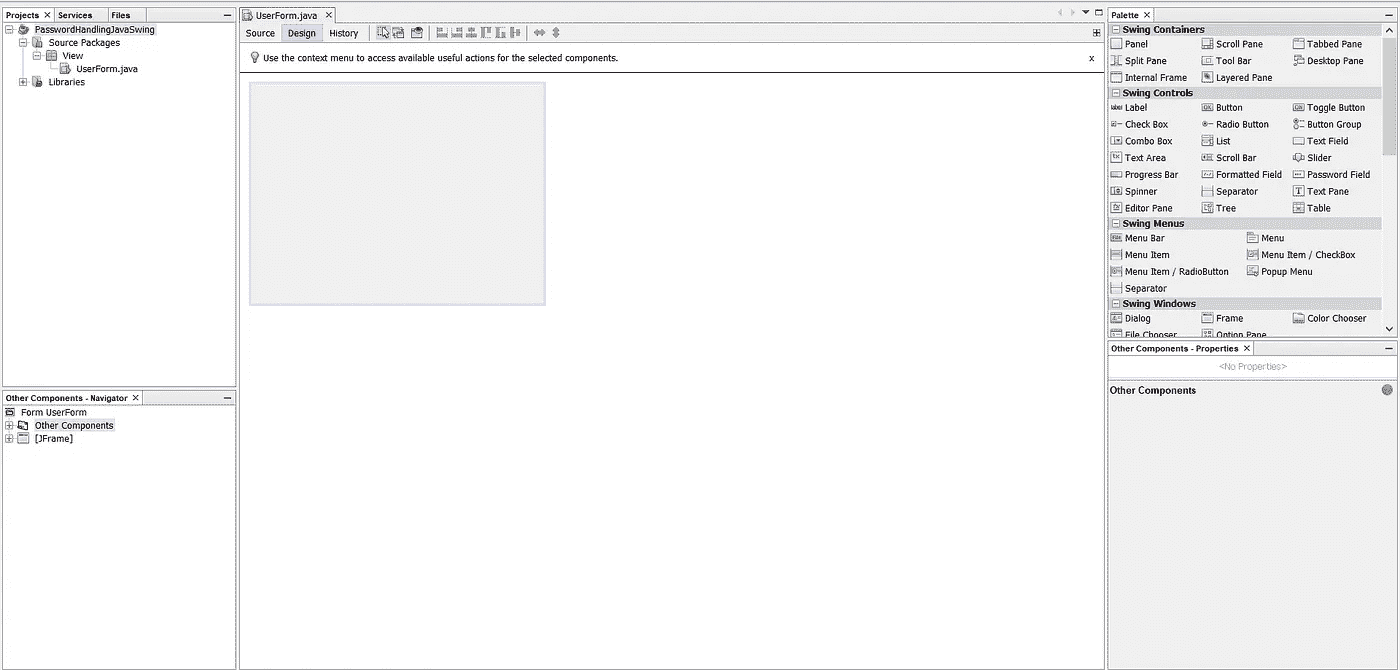 Projects Services Files
PasswordHandlingJavaSwing
Source Packages
View
UserForm.java
Libraries
Other Components - Navigator
Form UserForm
Other Components
[JFrame]
UserForm.java
Source Design History
Use the context menu to access available useful actions for the selected components. x
Palette
Swing Containers
Panel Scroll Pane Tabbed Pane
Split Pane Tool Bar Desktop Pane
Internal Frame Layered Pane
Swing Controls
Label Button Toggle Button
Check Box Radio Button Button Group
Combo Box List Text Field
Text Area Scroll Bar Slider
Progress Bar Formatted Field Password Field
Spinner Separator Text Pane
Editor Pane Tree Table
Swing Menus
Menu Bar Menu
Menu Item Menu Item / CheckBox
Menu Item / RadioButton Popup Menu
Separator
Swing Windows
Dialog Frame Color Chooser
File Chooser Option Pane
Other Components - Properties
<No Properties>
Other Components